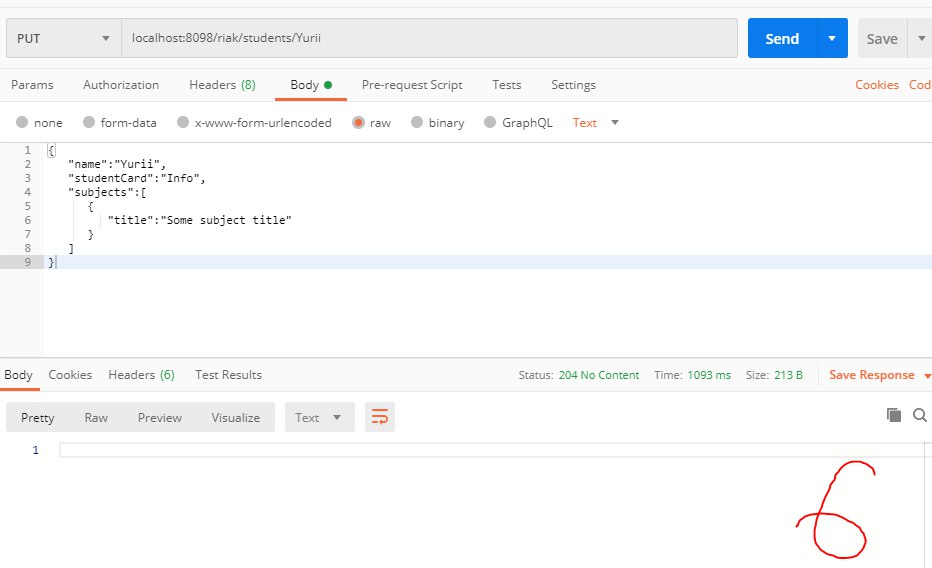 PUT localhost:8098/riak/students/Yurii Send Save
Params Authorization Headers (8) Body Pre-request Script Tests Settings Cookies Cod
none form-data x-www-form-urlencoded raw binary GraphQL Text
1 {
2 "name":"Yurii",
3 "studentCard":"Info",
4 "subjects":[
5 {
6 "title":"Some subject title"
7 }
8 ]
9 }
Body Cookies Headers (6) Test Results Status: 204 No Content Time: 1093 ms Size: 213 B Save Response
Pretty Raw Preview Visualize Text
1
6